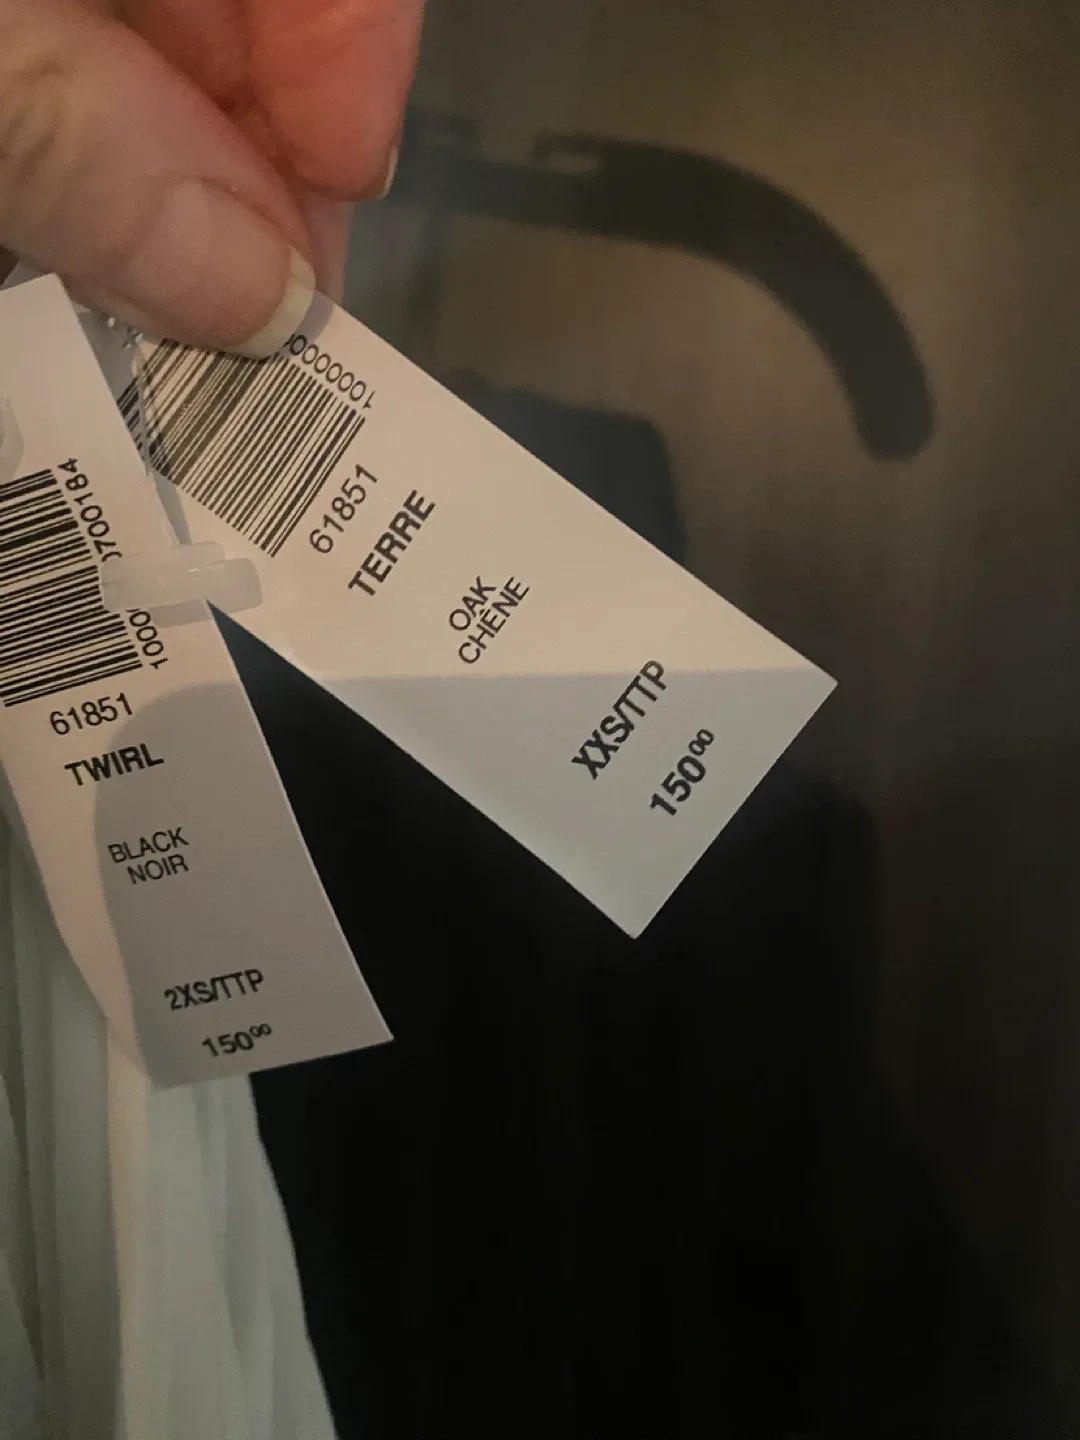 61851
TWIRL
BLACK
NOIR
2XS/TTP
150⁰⁰
61851
TERRE
OAK
CHÊNE
XXS/TTP
150⁰⁰